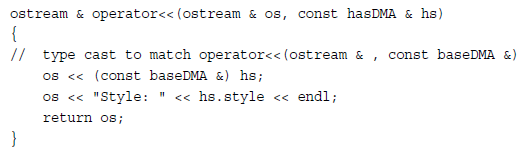 ostream & operator<<(ostream & os, const hasDMA & hs)
{
//  type cast to match operator<<(ostream & , const baseDMA &)
    os << (const baseDMA &) hs;
    os << "Style: " << hs.style << endl;
    return os;
}